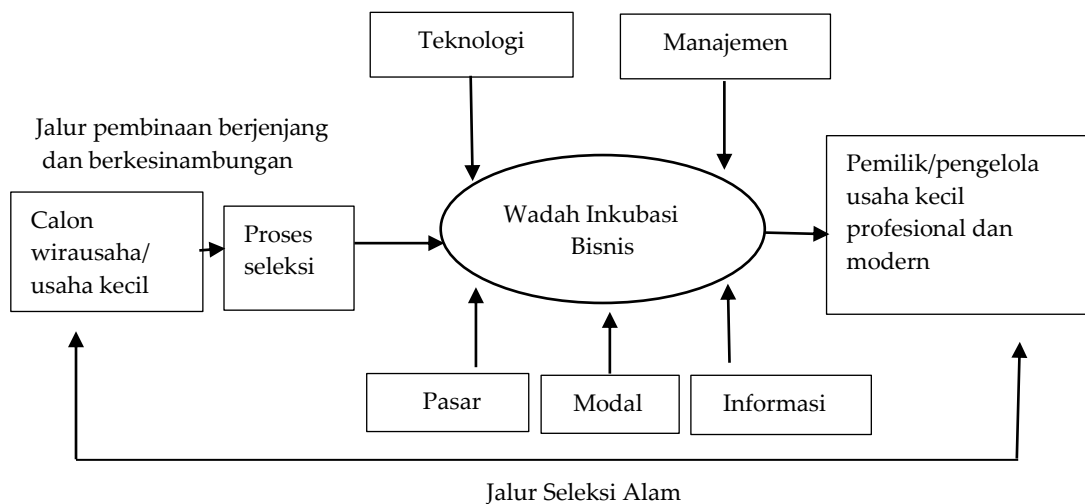 Teknologi
Manajemen
Jalur pembinaan berjenjang
dan berkesinambungan
Calon
wirausaha/
usaha kecil
Proses
seleksi
Wadah Inkubasi
Bisnis
Pemilik/pengelola
usaha kecil
profesional dan
modern
Pasar
Modal
Informasi
Jalur Seleksi Alam